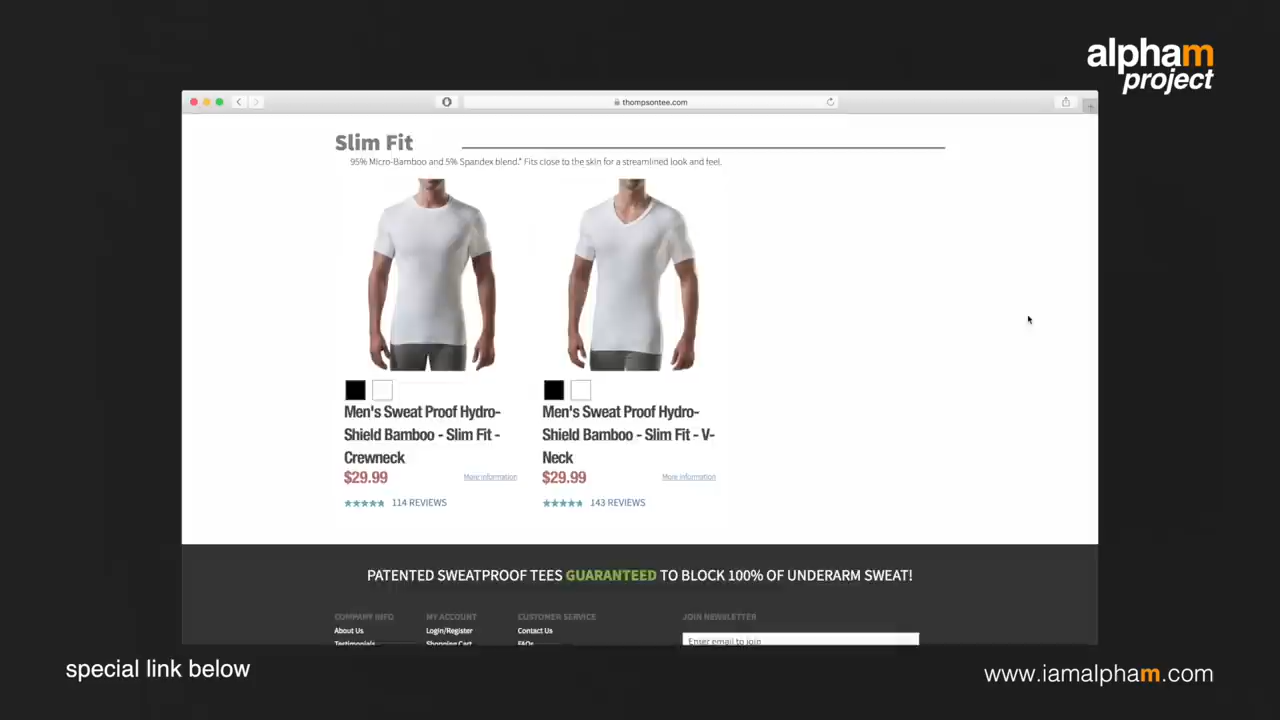 alpham
project
thompsontee.com
Slim Fit
95% Micro-Bamboo and 5% Spandex blend.* Fits close to the skin for a streamlined look and feel.
Men's Sweat Proof Hydro-
Shield Bamboo - Slim Fit -
Crewneck
$29.99
More information
114 REVIEWS
Men's Sweat Proof Hydro-
Shield Bamboo - Slim Fit - V-
Neck
$29.99
More information
143 REVIEWS
PATENTED SWEATPROOF TEES GUARANTEED TO BLOCK 100% OF UNDERARM SWEAT!
COMPANY INFO
About Us
Testimonials
MY ACCOUNT
Login/Register
Shopping Cart
CUSTOMER SERVICE
Contact Us
FAQs
JOIN NEWSLETTER
Enter email to join
special link below
www.iamalpham.com